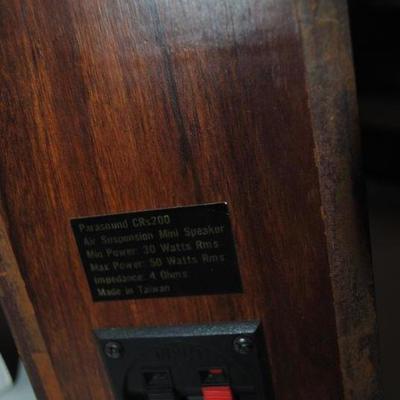 Parasound CRs200
Air Suspension Mini Speaker
Min Power: 30 Watts Rms
Max Power: 50 Watts Rms
Impedance: 4 Ohms
Made in Taiwan